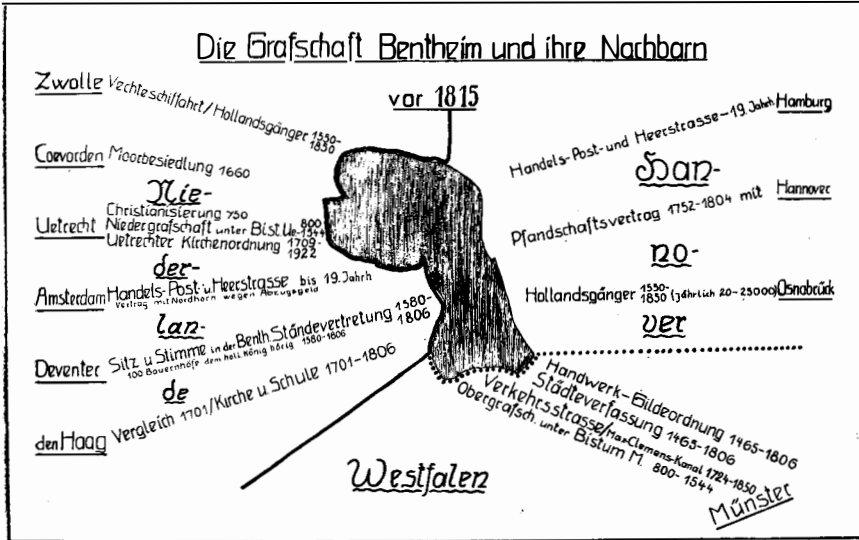 Die Grafschaft Bentheim und ihre Nachbarn
vor 1815
Zwolle Vechteschiffahrt/Hollandsgänger 1550-1850
Coevorden Moorbesiedlung 1660
Nie-
Uetrecht Christianisierung 750
Niedergrafschaft unter Bist. Ue. 800-1544
Uetrechter Kirchenordnung 1709-1922
der-
Amsterdam Handels-Post-u. Heerstrasse bis 19. Jahrh
Vertrag mit Nordhorn wegen Abzugsgeld
lan-
Deventer Sitz u Stimme in der Benth. Ständevertretung 1580-1806
100 Bauernhöfe dem holl. König hörig 1580-1806
de
den Haag Vergleich 1701/Kirche u. Schule 1701-1806
Westfalen
Handels-Post-und Heerstrasse-19. Jahrh Hamburg
Han-
Pfandschaftsvertrag 1752-1804 mit Hannover
no-
Hollandsgänger 1550-1850 (jährlich 20-25000) Osnabrück
ver
Handwerk-Gildeordnung 1465-1806
Städteverfassung 1465-1806
Verkehrsstrasse/Max-Clemens-Kanal 1724-1850
Obergrafsch. unter Bistum M. 800-1544
Münster